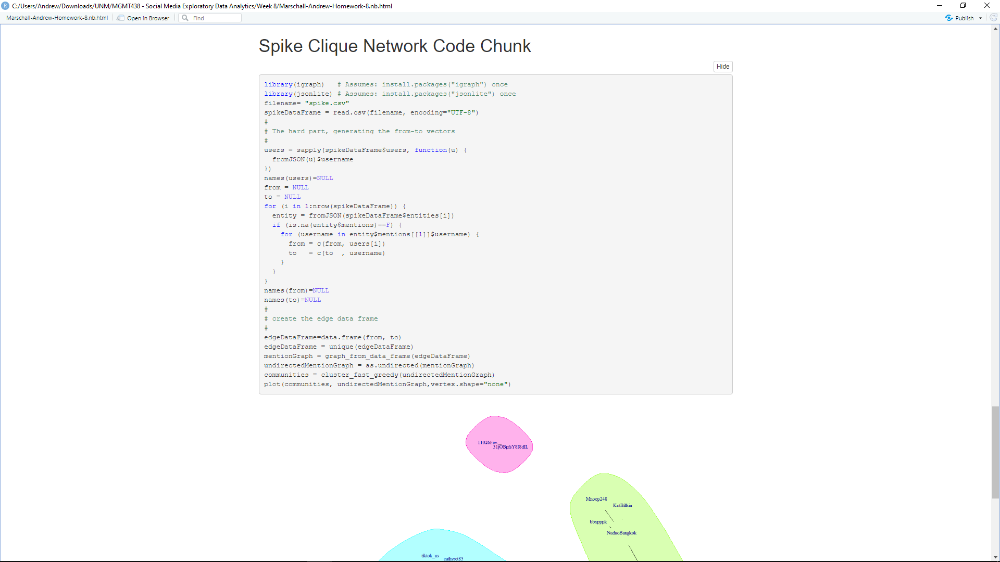 C:/Users/Andrew/Downloads/UNM/MGMT438 - Social Media Exploratory Data Analytics/Week 8/Marschall-Andrew-Homework-8.nb.html
Marschall-Andrew-Homework-8.nb.html Open in Browser Find Publish
Spike Clique Network Code Chunk
Hide
library(igraph)   # Assumes: install.packages("igraph") once
library(jsonlite) # Assumes: install.packages("jsonlite") once
filename= "spike.csv"
spikeDataFrame = read.csv(filename, encoding="UTF-8")
#
# The hard part, generating the from-to vectors
#
users = sapply(spikeDataFrame$users, function(u) {
  fromJSON(u)$username
})
names(users)=NULL
from = NULL
to = NULL
for (i in 1:nrow(spikeDataFrame)) {
  entity = fromJSON(spikeDataFrame$entities[i])
  if (is.na(entity$mentions)==F) {
    for (username in entity$mentions[[1]]$username) {
      from = c(from, users[i])
      to   = c(to  , username)
    }
  }
}
names(from)=NULL
names(to)=NULL
#
# create the edge data frame
#
edgeDataFrame=data.frame(from, to)
edgeDataFrame = unique(edgeDataFrame)
mentionGraph = graph_from_data_frame(edgeDataFrame)
undirectedMentionGraph = as.undirected(mentionGraph)
communities = cluster_fast_greedy(undirectedMentionGraph)
plot(communities, undirectedMentionGraph,vertex.shape="none")
31jOBpfsY8I8dIL
Mnoop248
KritBillkin
bbxpppk
NadaoBangkok
tiktok_us
cathyret85